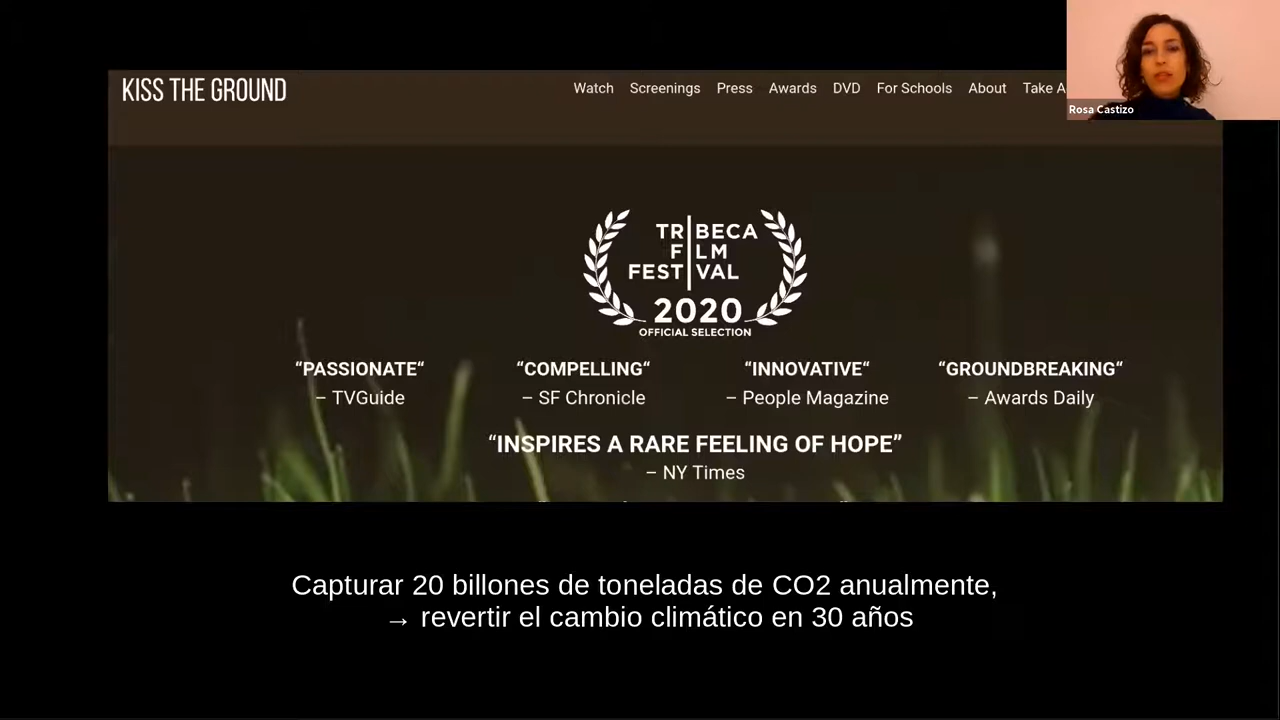 KISS THE GROUND
Watch Screenings Press Awards DVD For Schools About Take A
Rosa Castizo
TRIBECA
FILM
FESTIVAL
2020
OFFICIAL SELECTION
“PASSIONATE“ “COMPELLING“ “INNOVATIVE“ “GROUNDBREAKING“
– TVGuide – SF Chronicle – People Magazine – Awards Daily
“INSPIRES A RARE FEELING OF HOPE”
– NY Times
Capturar 20 billones de toneladas de CO2 anualmente,
→ revertir el cambio climático en 30 años